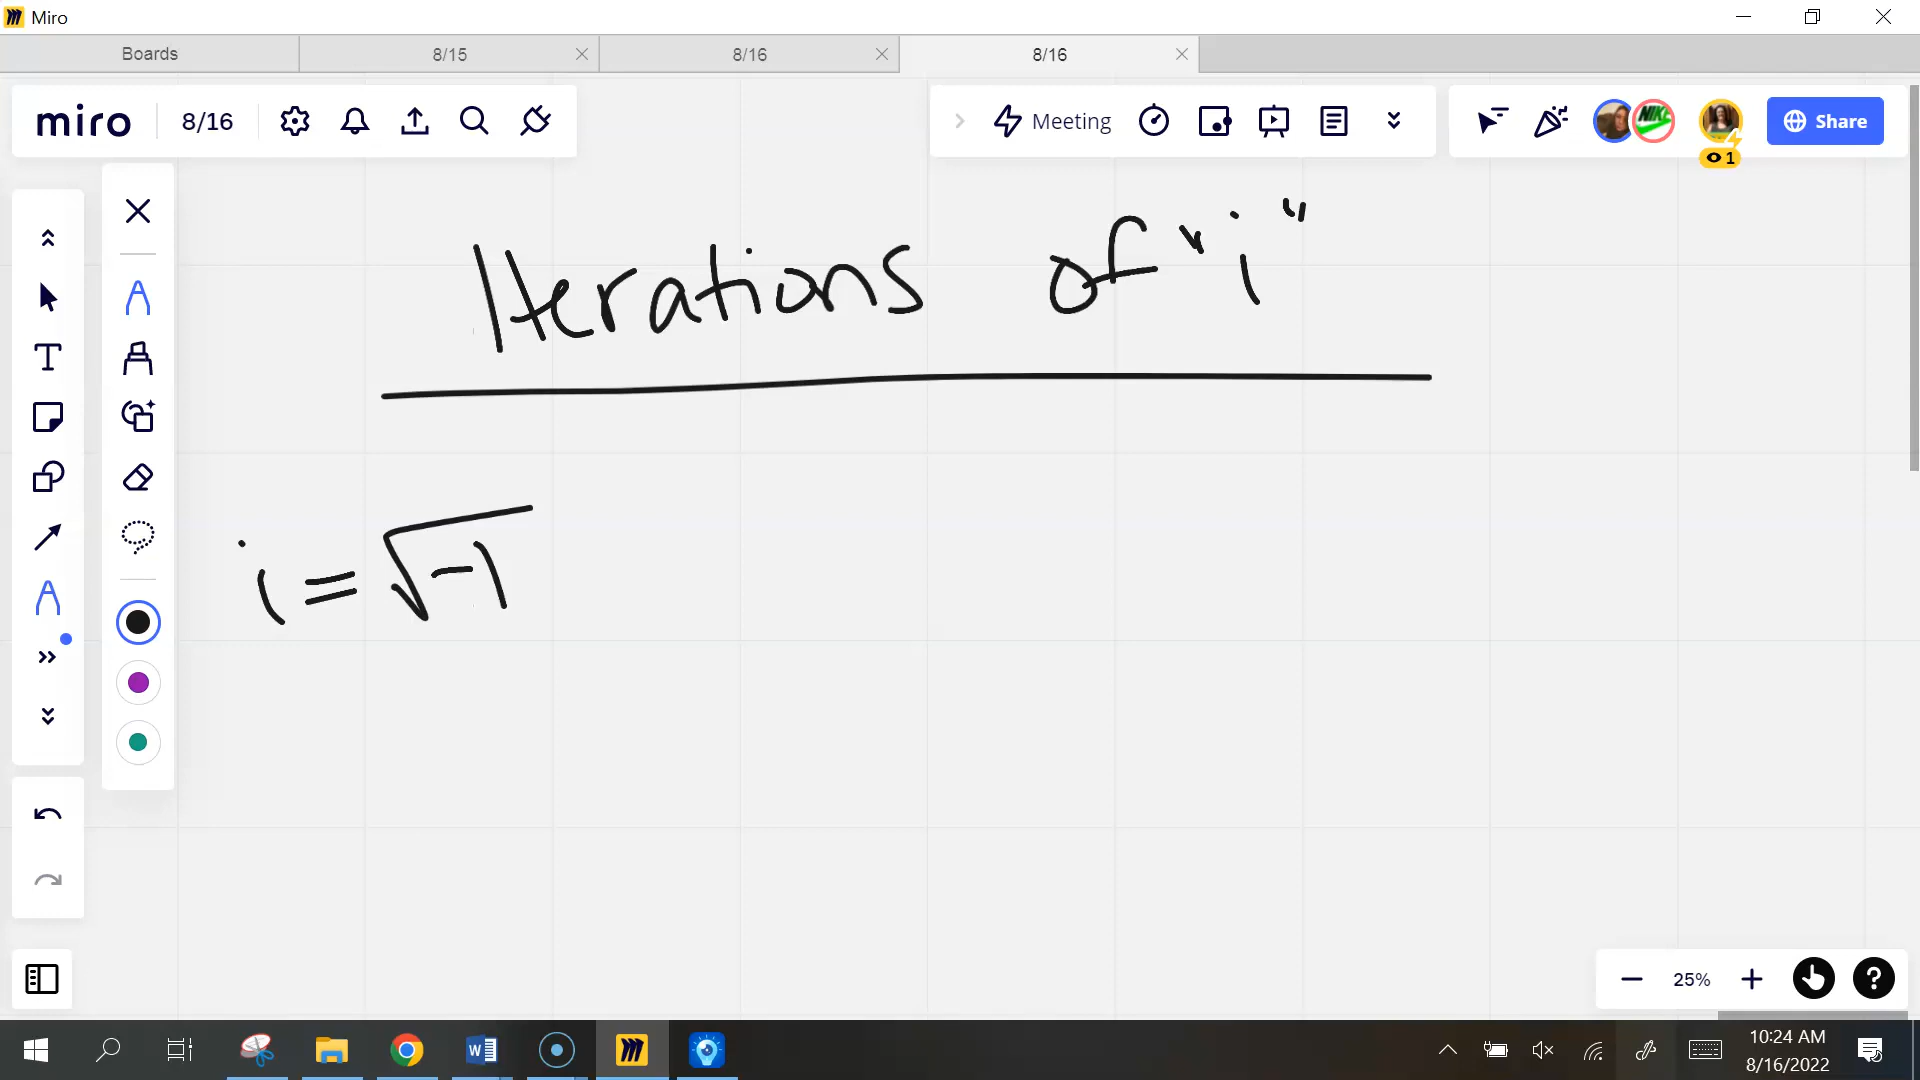 Miro
Boards 8/15 8/16 8/16
miro 8/16 Meeting Share
1
Iterations of "i"
i = √-1
25%
10:24 AM
8/16/2022